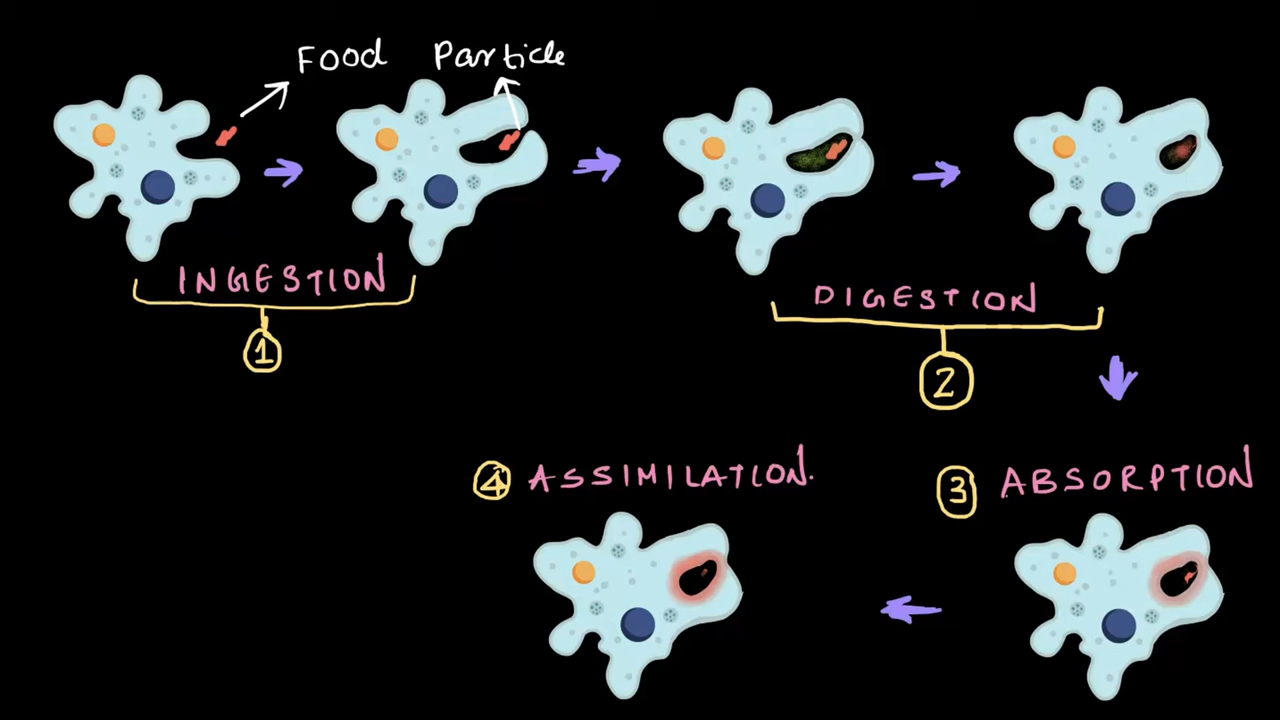 Food Particle
INGESTION
1
DIGESTION
2
4 ASSIMILATION.
3 ABSORPTION